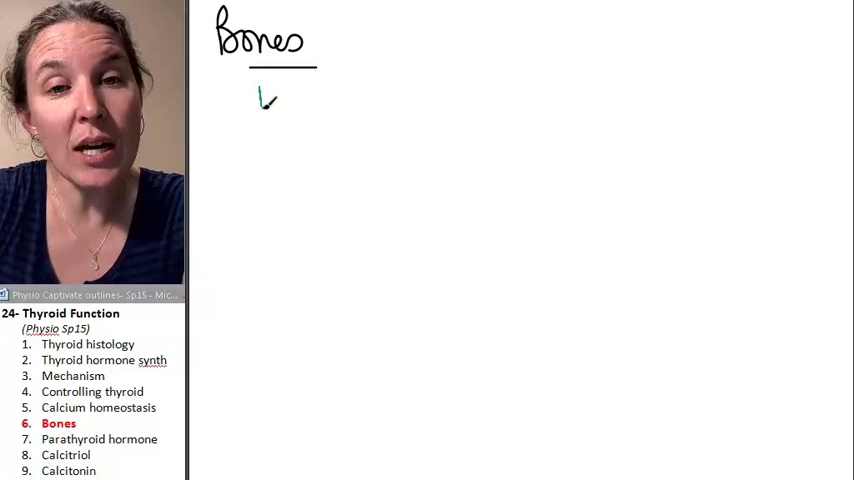 Bones
Physio Captivate outlines- Sp15 - Mic...
24- Thyroid Function
(Physio Sp15)
1. Thyroid histology
2. Thyroid hormone synth
3. Mechanism
4. Controlling thyroid
5. Calcium homeostasis
6. Bones
7. Parathyroid hormone
8. Calcitriol
9. Calcitonin